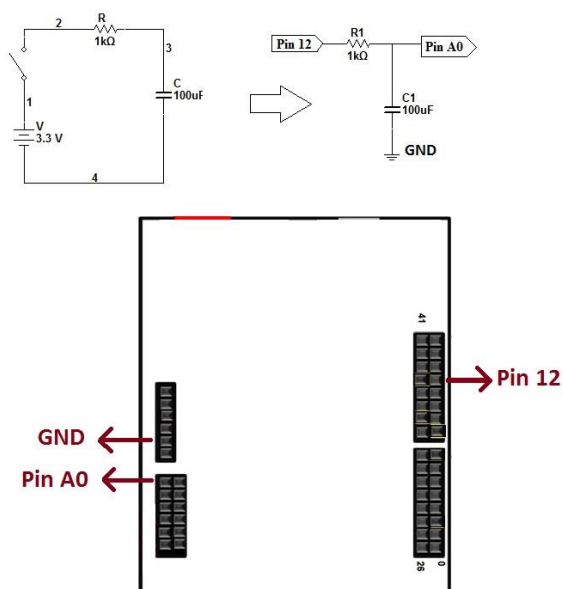 2
R
1kΩ
3
C
100uF
1
V
3.3 V
4
Pin 12
R1
1kΩ
Pin A0
C1
100uF
GND
41
Pin 12
GND
Pin A0
26
0